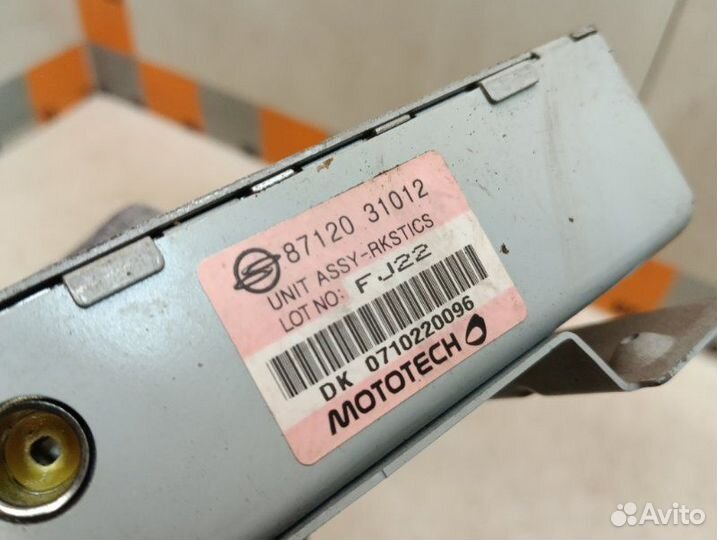 87120 31012
UNIT ASSY-RKSTICS
LOT NO: FJ22
DK 0710220096
MOTOTECH
Avito